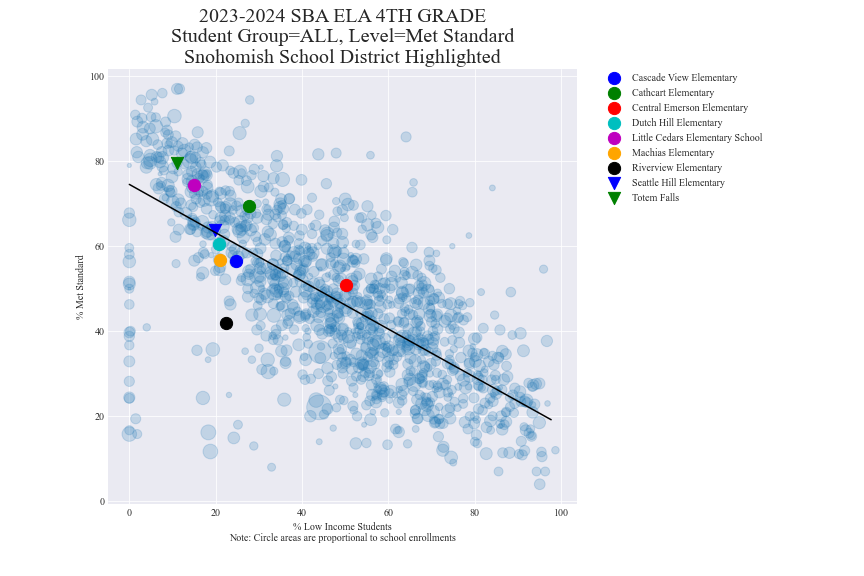 2023-2024 SBA ELA 4TH GRADE
Student Group=ALL, Level=Met Standard
Snohomish School District Highlighted
100
80
60
40
20
0
% Met Standard
0 20 40 60 80 100
% Low Income Students
Note: Circle areas are proportional to school enrollments
Cascade View Elementary
Cathcart Elementary
Central Emerson Elementary
Dutch Hill Elementary
Little Cedars Elementary School
Machias Elementary
Riverview Elementary
Seattle Hill Elementary
Totem Falls